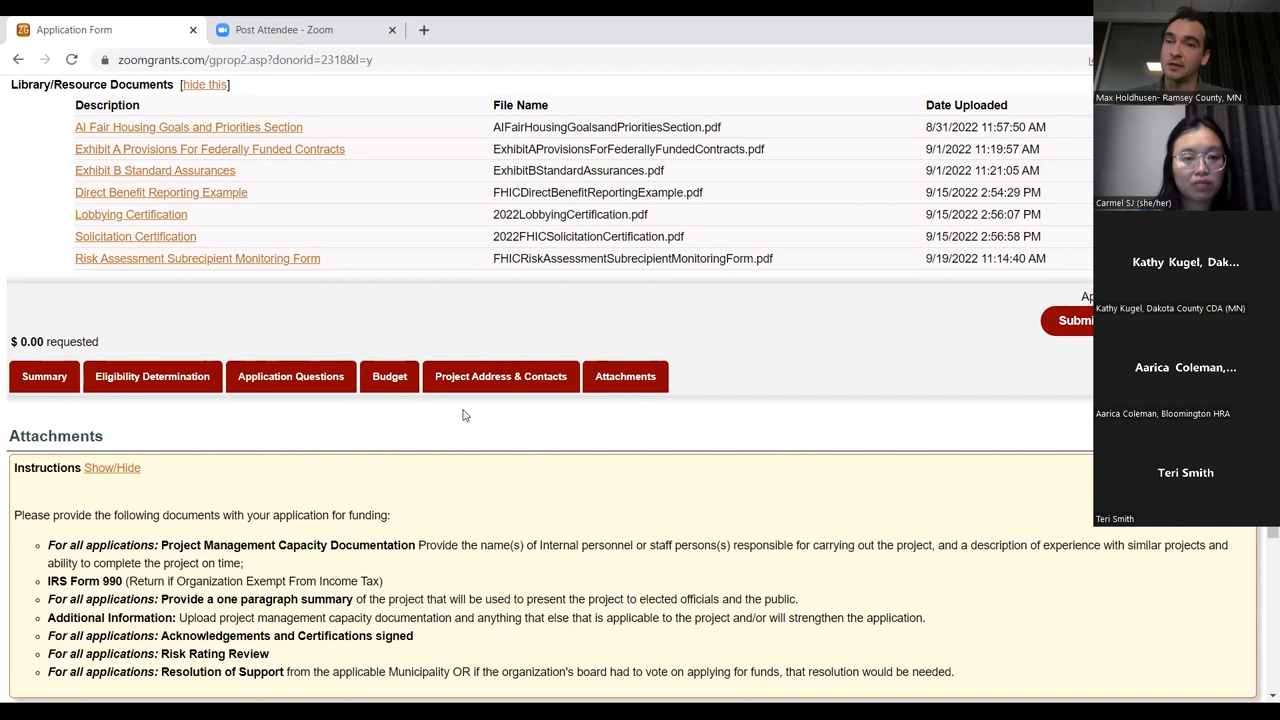 Application Form
Post Attendee - Zoom
zoomgrants.com/gprop2.asp?donorid=2318&l=y
Library/Resource Documents [hide this]
Description File Name Date Uploaded
AI Fair Housing Goals and Priorities Section AIFairHousingGoalsandPrioritiesSection.pdf 8/31/2022 11:57:50 AM
Exhibit A Provisions For Federally Funded Contracts ExhibitAProvisionsForFederallyFundedContracts.pdf 9/1/2022 11:19:57 AM
Exhibit B Standard Assurances ExhibitBStandardAssurances.pdf 9/1/2022 11:21:05 AM
Direct Benefit Reporting Example FHICDirectBenefitReportingExample.pdf 9/15/2022 2:54:29 PM
Lobbying Certification 2022LobbyingCertification.pdf 9/15/2022 2:56:07 PM
Solicitation Certification 2022FHICSolicitationCertification.pdf 9/15/2022 2:56:58 PM
Risk Assessment Subrecipient Monitoring Form FHICRiskAssessmentSubrecipientMonitoringForm.pdf 9/19/2022 11:14:40 AM
Ap
Submi
$ 0.00 requested
Summary Eligibility Determination Application Questions Budget Project Address & Contacts Attachments
Attachments
Instructions Show/Hide
Please provide the following documents with your application for funding:
For all applications: Project Management Capacity Documentation Provide the name(s) of Internal personnel or staff persons(s) responsible for carrying out the project, and a description of experience with similar projects and
ability to complete the project on time;
IRS Form 990 (Return if Organization Exempt From Income Tax)
For all applications: Provide a one paragraph summary of the project that will be used to present the project to elected officials and the public.
Additional Information: Upload project management capacity documentation and anything that else that is applicable to the project and/or will strengthen the application.
For all applications: Acknowledgements and Certifications signed
For all applications: Risk Rating Review
For all applications: Resolution of Support from the applicable Municipality OR if the organization's board had to vote on applying for funds, that resolution would be needed.
Max Holdhusen- Ramsey County, MN
Carmel SJ (she/her)
Kathy Kugel, Dak...
Kathy Kugel, Dakota County CDA (MN)
Aarica Coleman,...
Aarica Coleman, Bloomington HRA
Teri Smith
Teri Smith